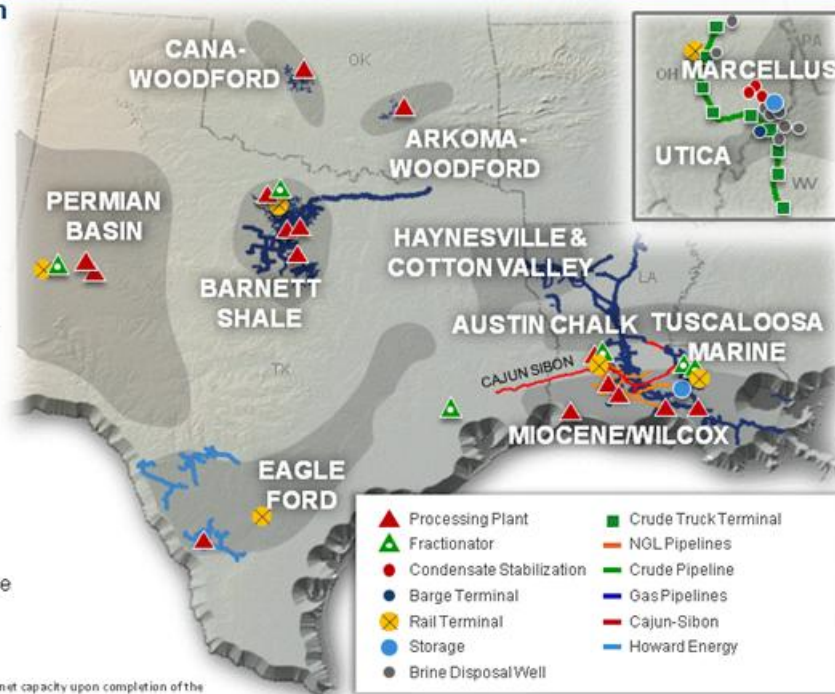 n
CANA-
WOODFORD
OK
ARKOMA-
WOODFORD
PERMIAN
BASIN
BARNETT
SHALE
HAYNESVILLE &
COTTON VALLEY
LA
AUSTIN CHALK
TUSCALOOSA
MARINE
CAJUN SIBON
TX
MIOCENE/WILCOX
EAGLE
FORD
PA
OH
MARCELLUS
UTICA
WV
Processing Plant
Fractionator
Condensate Stabilization
Barge Terminal
Rail Terminal
Storage
Brine Disposal Well
Crude Truck Terminal
NGL Pipelines
Crude Pipeline
Gas Pipelines
Cajun-Sibon
Howard Energy
e
net capacity upon completion of the